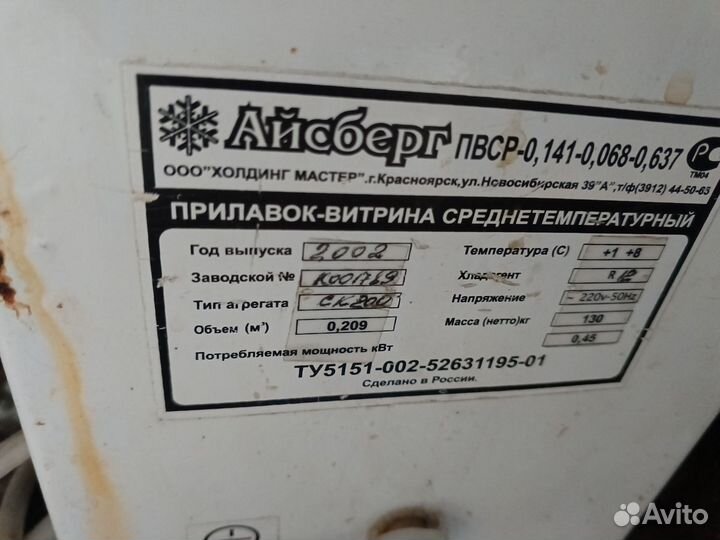 Айсберг ПВСР-0,141-0,068-0,637
ТМ04
ООО"ХОЛДИНГ МАСТЕР".г.Красноярск,ул.Новосибирская 39"А",т/ф(3912) 44-50-63
ПРИЛАВОК-ВИТРИНА СРЕДНЕТЕМПЕРАТУРНЫЙ
Год выпуска 2002 Температура (С) +1 +8
Заводской № К001769 Хладагент R 12
Тип агрегата СК200 Напряжение ~ 220v-50Hz
Объем (м³) 0,209 Масса (нетто)кг 130
Потребляемая мощность кВт 0,45
ТУ5151-002-52631195-01
Сделано в России.
Avito